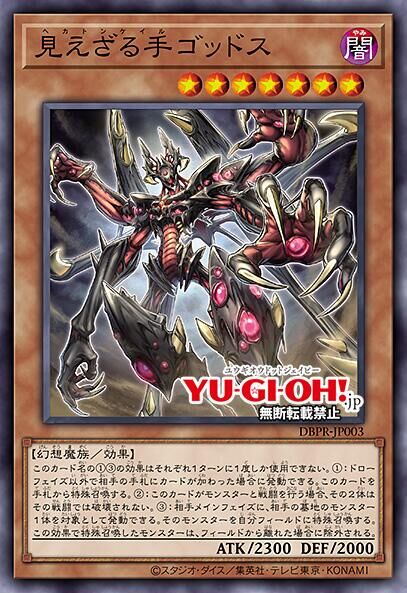 ヘカトンケイル
見えざる手ゴッドス
やみ
闇
ユウギオウドットジェイピー
YU-GI-OH!.jp
無断転載禁止
DBPR-JP003
【幻想魔族／効果】
このカード名の①③の効果はそれぞれ1ターンに1度しか使用できない。①：ドロー
フェイズ以外で相手の手札にカードが加わった場合に発動できる。このカードを
手札から特殊召喚する。②：このカードがモンスターと戦闘を行う場合、その2体は
その戦闘では破壊されない。③：相手メインフェイズに、相手の墓地のモンスター
1体を対象として発動できる。そのモンスターを自分フィールドに特殊召喚する。
この効果で特殊召喚したモンスターは、フィールドから離れた場合に除外される。
ATK/2300 DEF/2000
©スタジオ・ダイス／集英社・テレビ東京・KONAMI